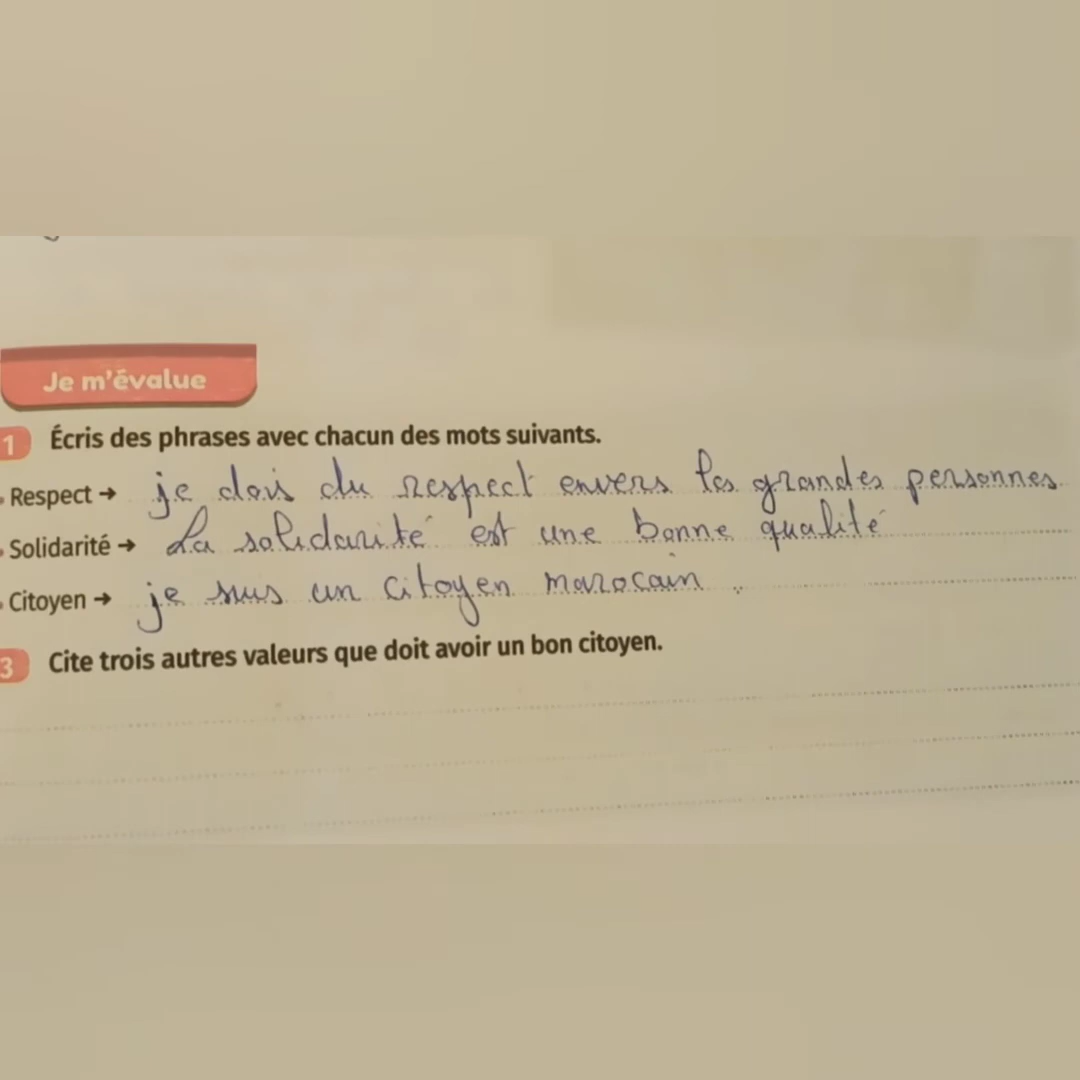 Je m'évalue
1 Écris des phrases avec chacun des mots suivants.
Respect → je dois du respect envers les grandes personnes
Solidarité → La solidarité est une bonne qualité
Citoyen → je suis un citoyen marocain.
3 Cite trois autres valeurs que doit avoir un bon citoyen.